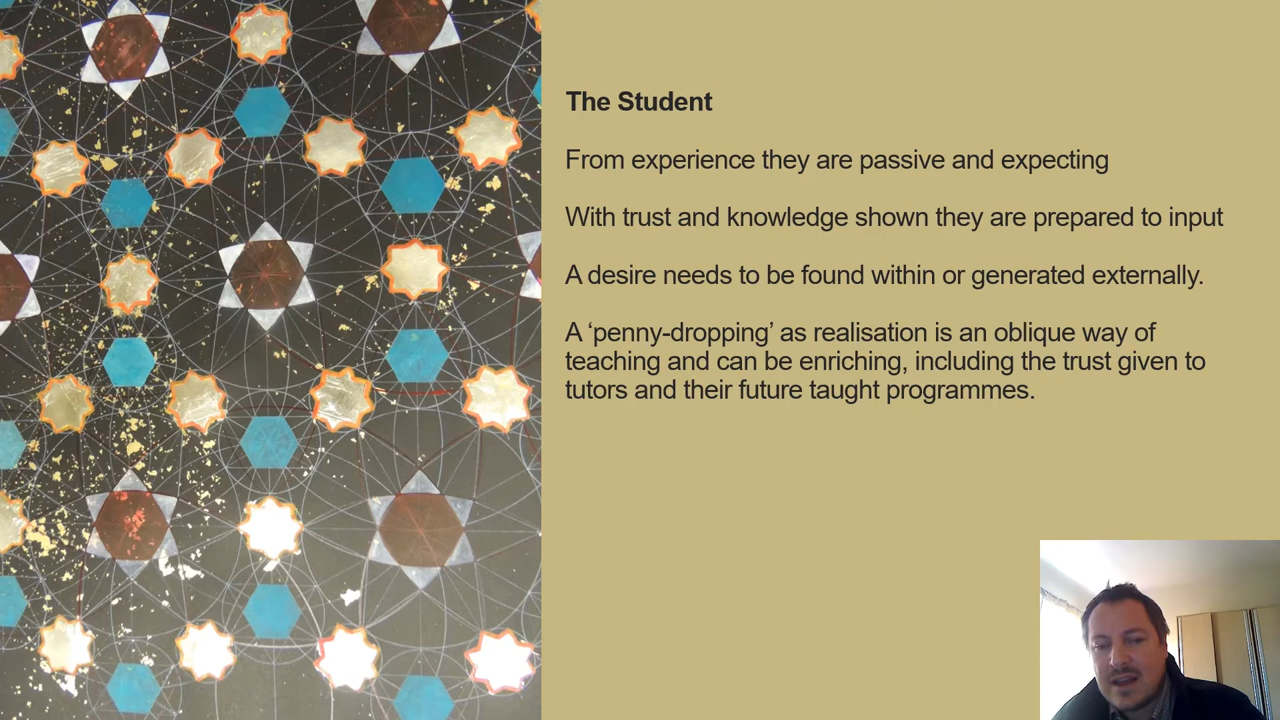 The Student
From experience they are passive and expecting
With trust and knowledge shown they are prepared to input
A desire needs to be found within or generated externally.
A ‘penny-dropping’ as realisation is an oblique way of
teaching and can be enriching, including the trust given to
tutors and their future taught programmes.